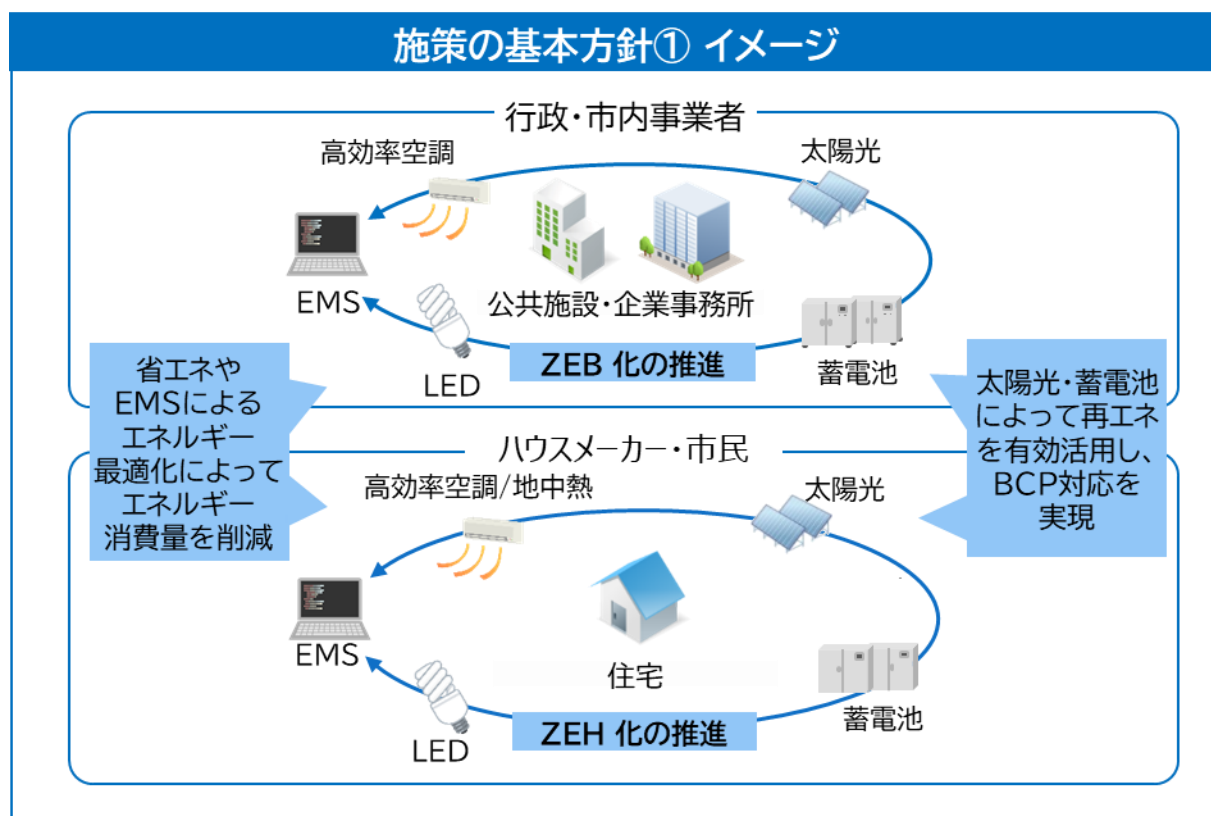 施策の基本方針① イメージ
行政・市内事業者
高効率空調
太陽光
EMS
公共施設・企業事務所
LED
ZEB 化の推進
蓄電池
省エネや
EMSによる
エネルギー
最適化によって
エネルギー
消費量を削減
太陽光・蓄電池
によって再エネ
を有効活用し、
BCP対応を
実現
ハウスメーカー・市民
高効率空調/地中熱
太陽光
EMS
住宅
LED
ZEH 化の推進
蓄電池